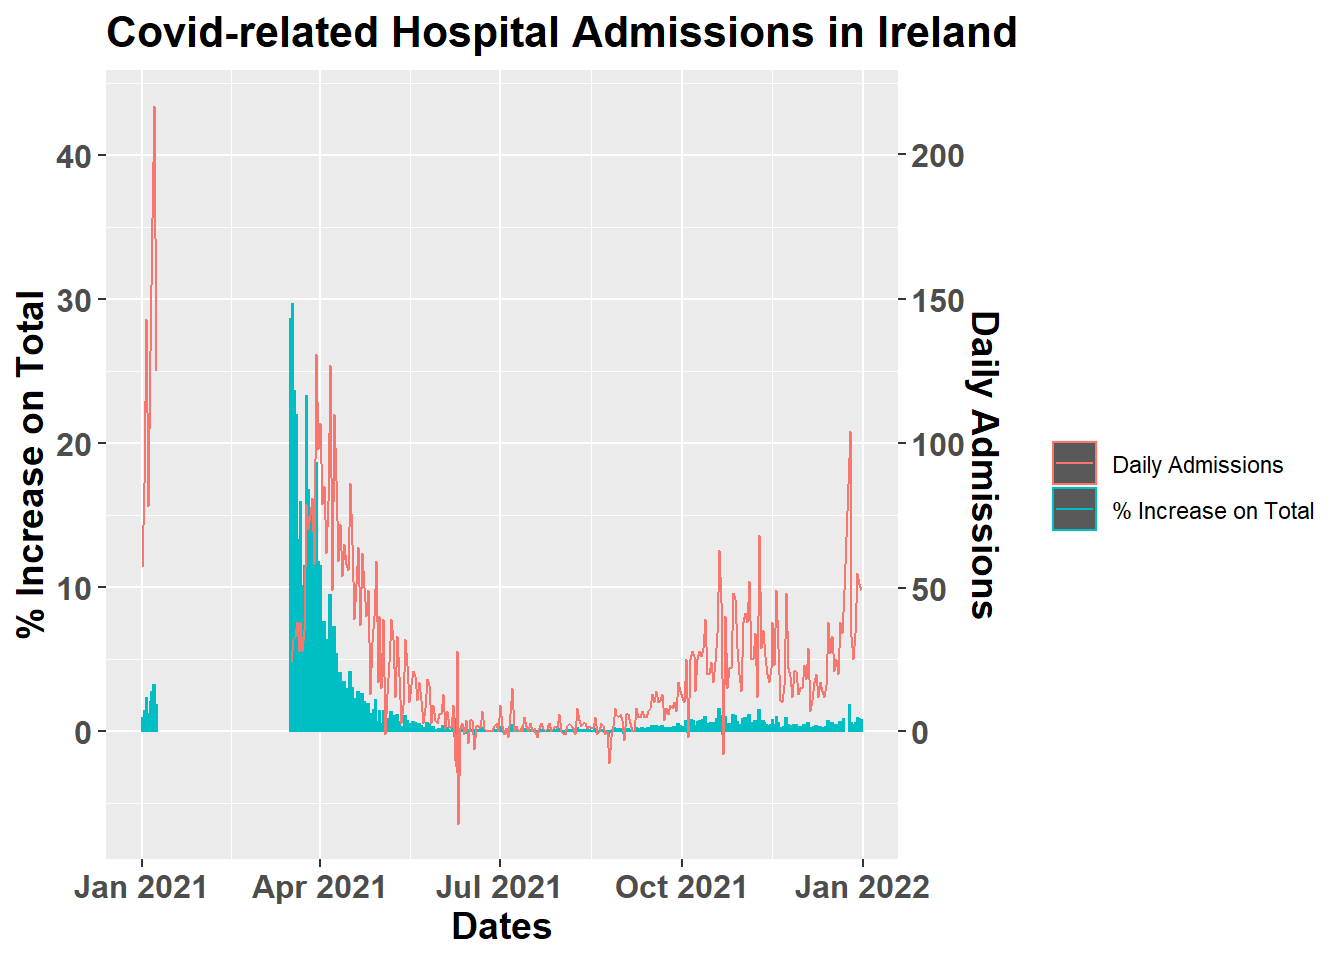 Covid-related Hospital Admissions in Ireland
% Increase on Total
40
30
20
10
0
200
150
100
50
0
Daily Admissions
Jan 2021
Apr 2021
Jul 2021
Oct 2021
Jan 2022
Dates
Daily Admissions
% Increase on Total